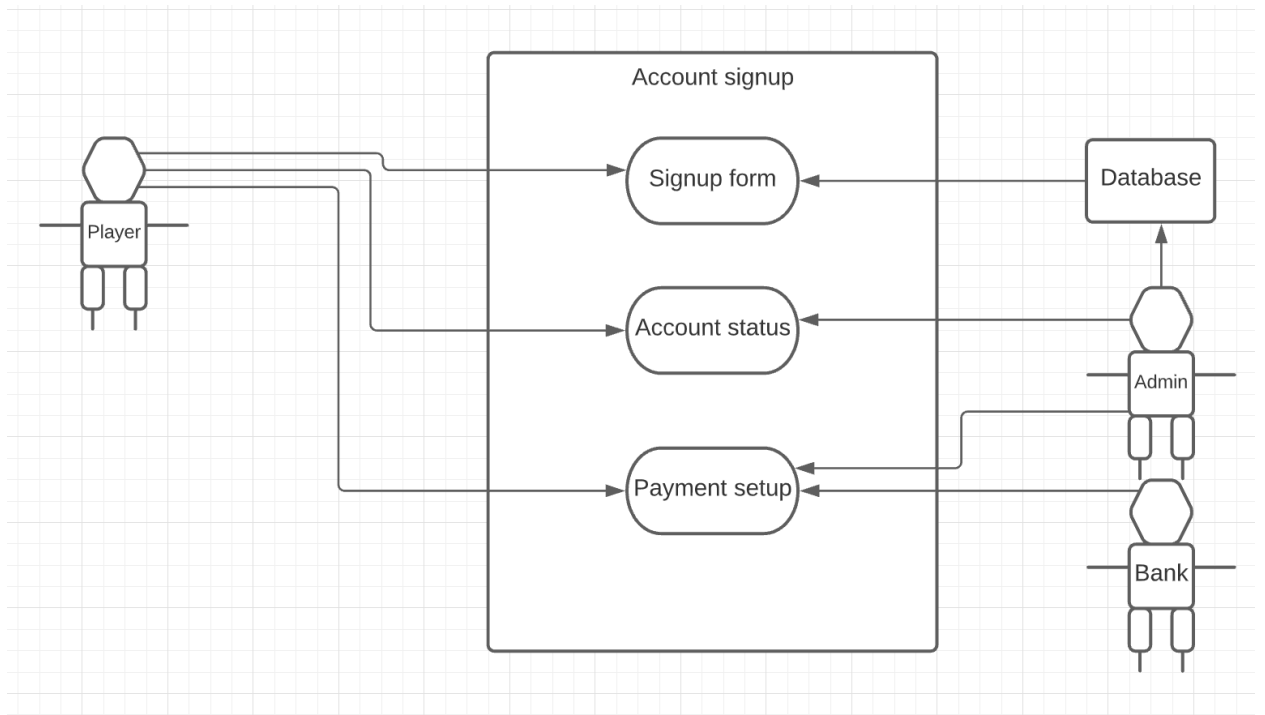 Account signup
Signup form
Database
Player
Account status
Admin
Payment setup
Bank